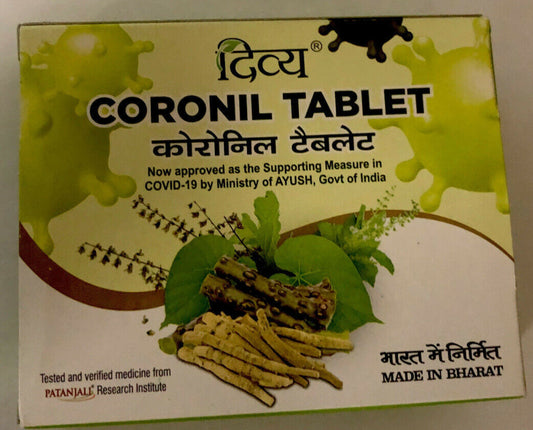 दिव्य®
CORONIL TABLET
कोरोनिल टैबलेट
Now approved as the Supporting Measure in
COVID-19 by Ministry of AYUSH, Govt of India
Tested and verified medicine from
PATANJALI® Research Institute
भारत में निर्मित
MADE IN BHARAT